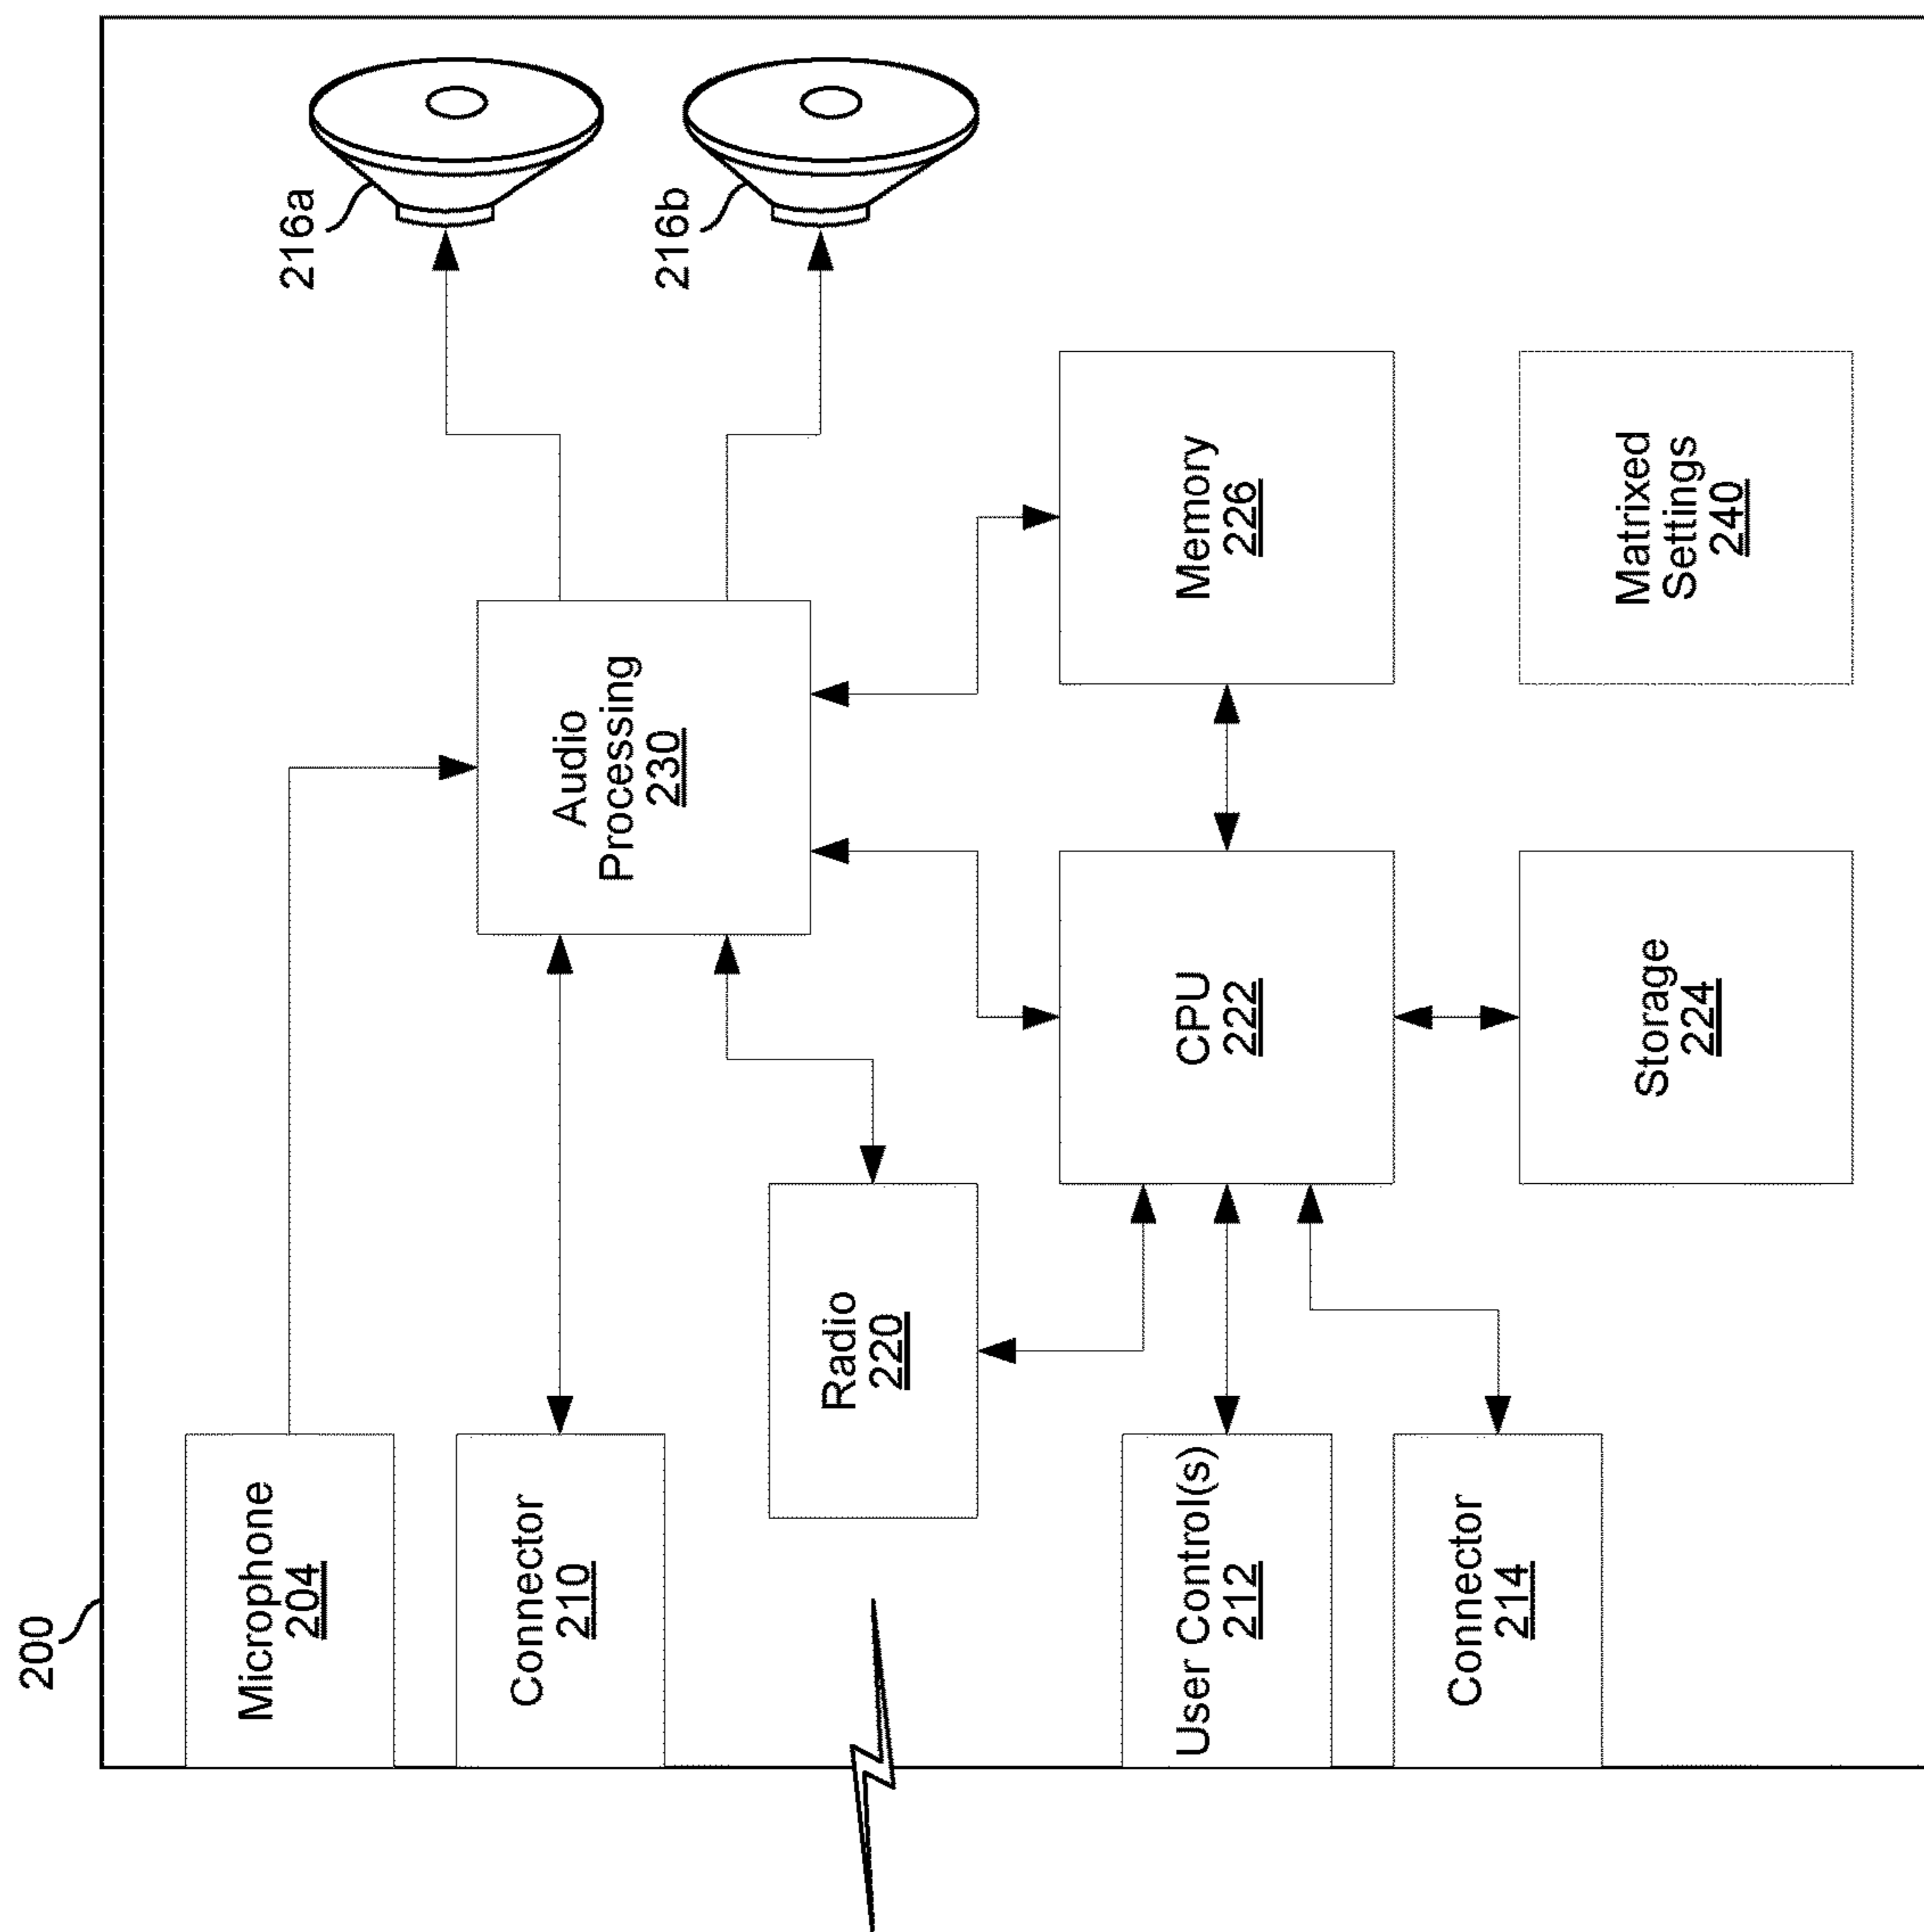 200
Microphone
204
Connector
210
Radio
220
User Control(s)
212
Connector
214
Audio
Processing
230
CPU
222
Storage
224
Memory
226
Matrixed
Settings
240
216a
216b